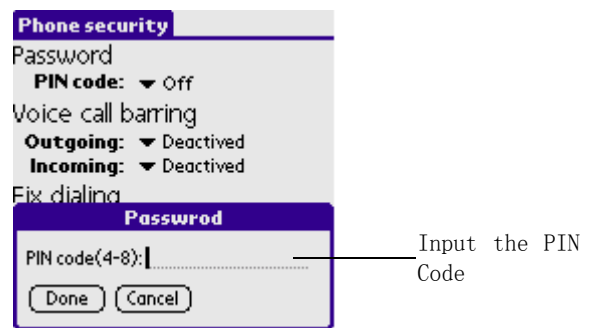 Phone security
Password
PIN code: Off
Voice call barring
Outgoing: Deactived
Incoming: Deactived
Fix dialing
Passwrod
PIN code(4-8):
Done Cancel
Input the PIN
Code